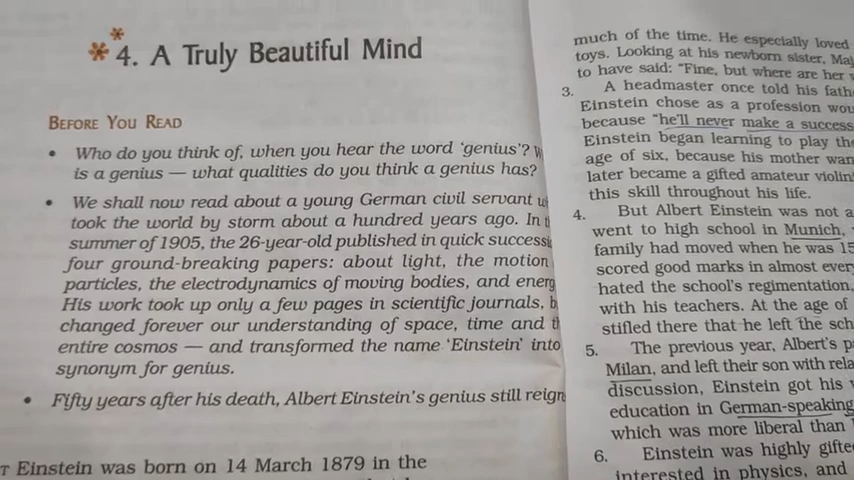 4. A Truly Beautiful Mind
BEFORE YOU READ
• Who do you think of, when you hear the word 'genius'?
is a genius — what qualities do you think a genius has?
• We shall now read about a young German civil servant
took the world by storm about a hundred years ago. In
summer of 1905, the 26-year-old published in quick
four ground-breaking papers: about light, the motion
particles, the electrodynamics of moving bodies, and
His work took up only a few pages in scientific journals,
changed forever our understanding of space, time and
entire cosmos — and transformed the name 'Einstein' into
synonym for genius.
• Fifty years after his death, Albert Einstein's genius still
Einstein was born on 14 March 1879 in the
much of the time. He especially loved
toys. Looking at his newborn sister,
to have said: "Fine, but where are her
3. A headmaster once told his
Einstein chose as a profession
because "he'll never make a success
Einstein began learning to play
age of six, because his mother
later became a gifted amateur
this skill throughout his life.
4. But Albert Einstein was not a
went to high school in Munich,
family had moved when he was 15
scored good marks in almost
hated the school's regimentation,
with his teachers. At the age of
stifled there that he left the
5. The previous year, Albert's
Milan, and left their son with
discussion, Einstein got his
education in German-speaking
which was more liberal than
6. Einstein was highly
interested in physics, and